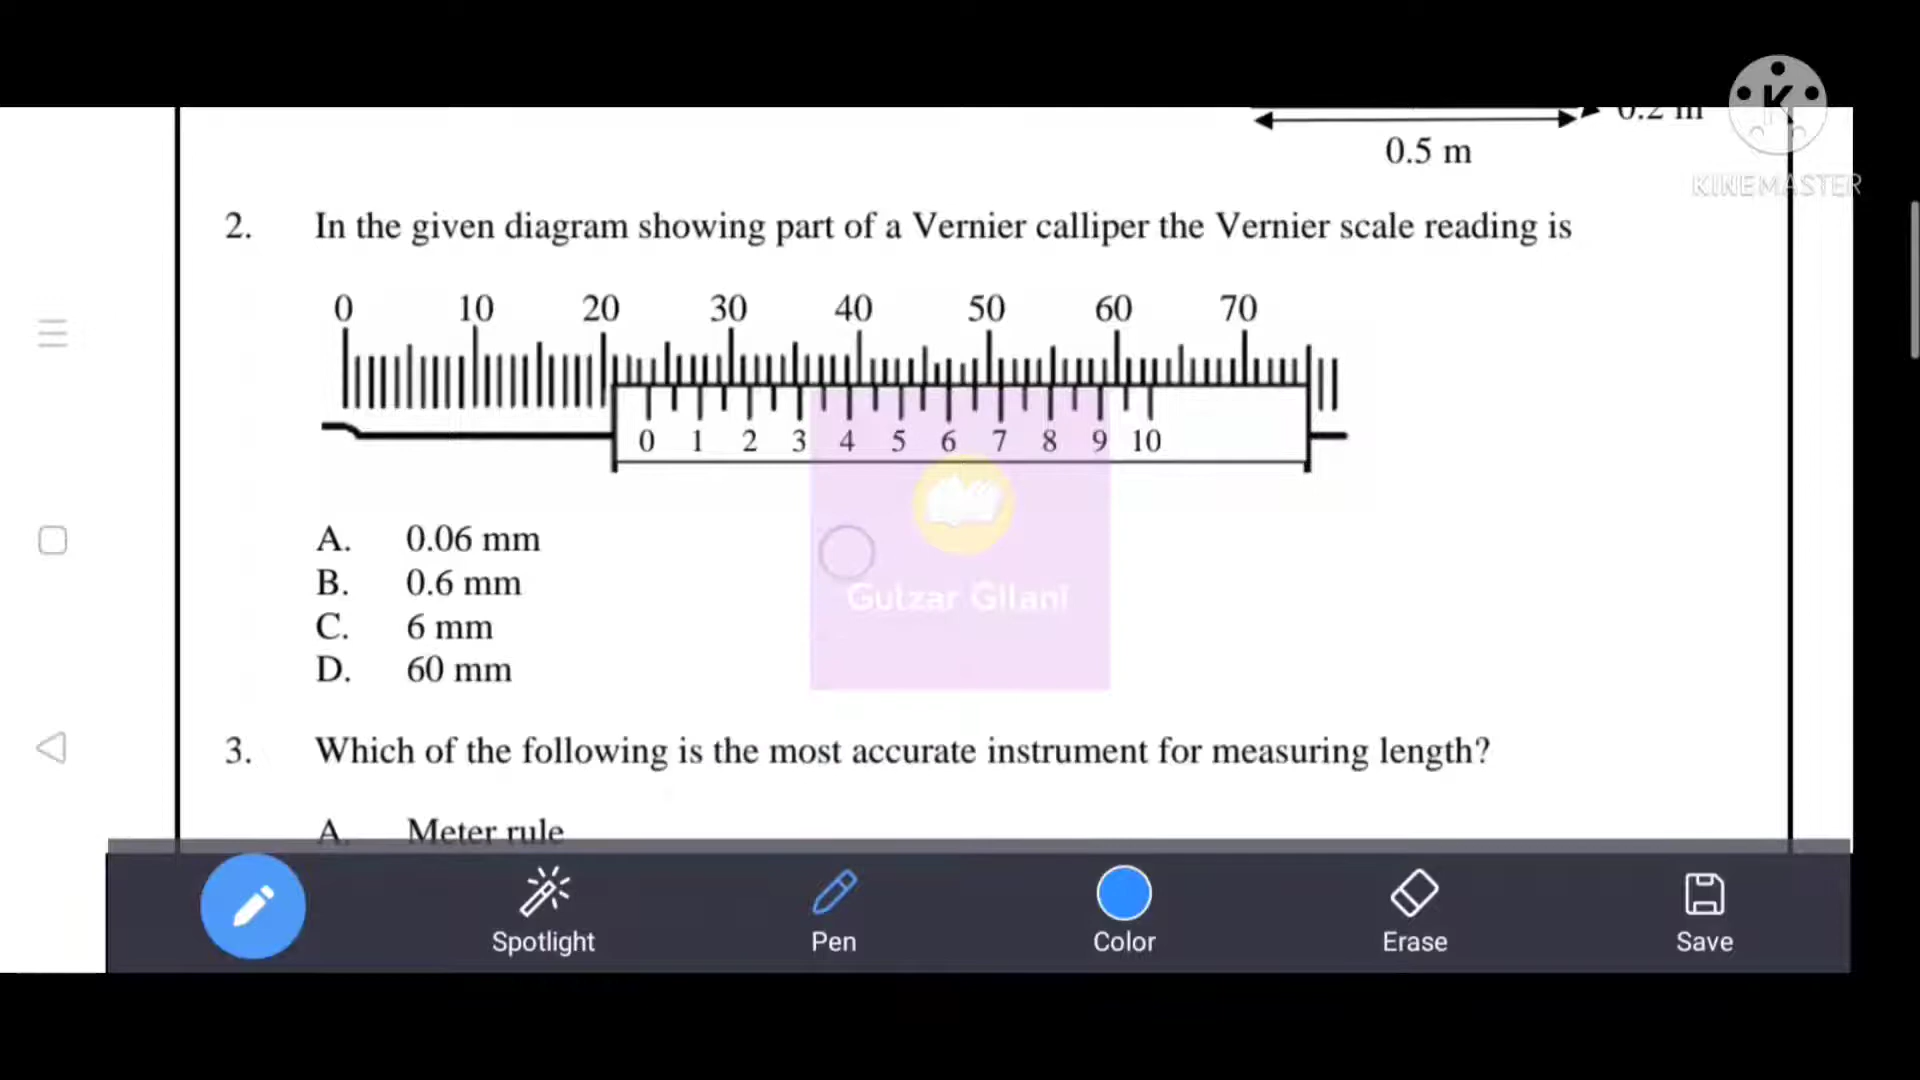 0.2 m
0.5 m
KINEMASTER
2. In the given diagram showing part of a Vernier calliper the Vernier scale reading is
0 10 20 30 40 50 60 70
0 1 2 3 4 5 6 7 8 9 10
A. 0.06 mm
B. 0.6 mm
C. 6 mm
D. 60 mm
Gulzar Gilani
3. Which of the following is the most accurate instrument for measuring length?
A. Meter rule
Spotlight Pen Color Erase Save